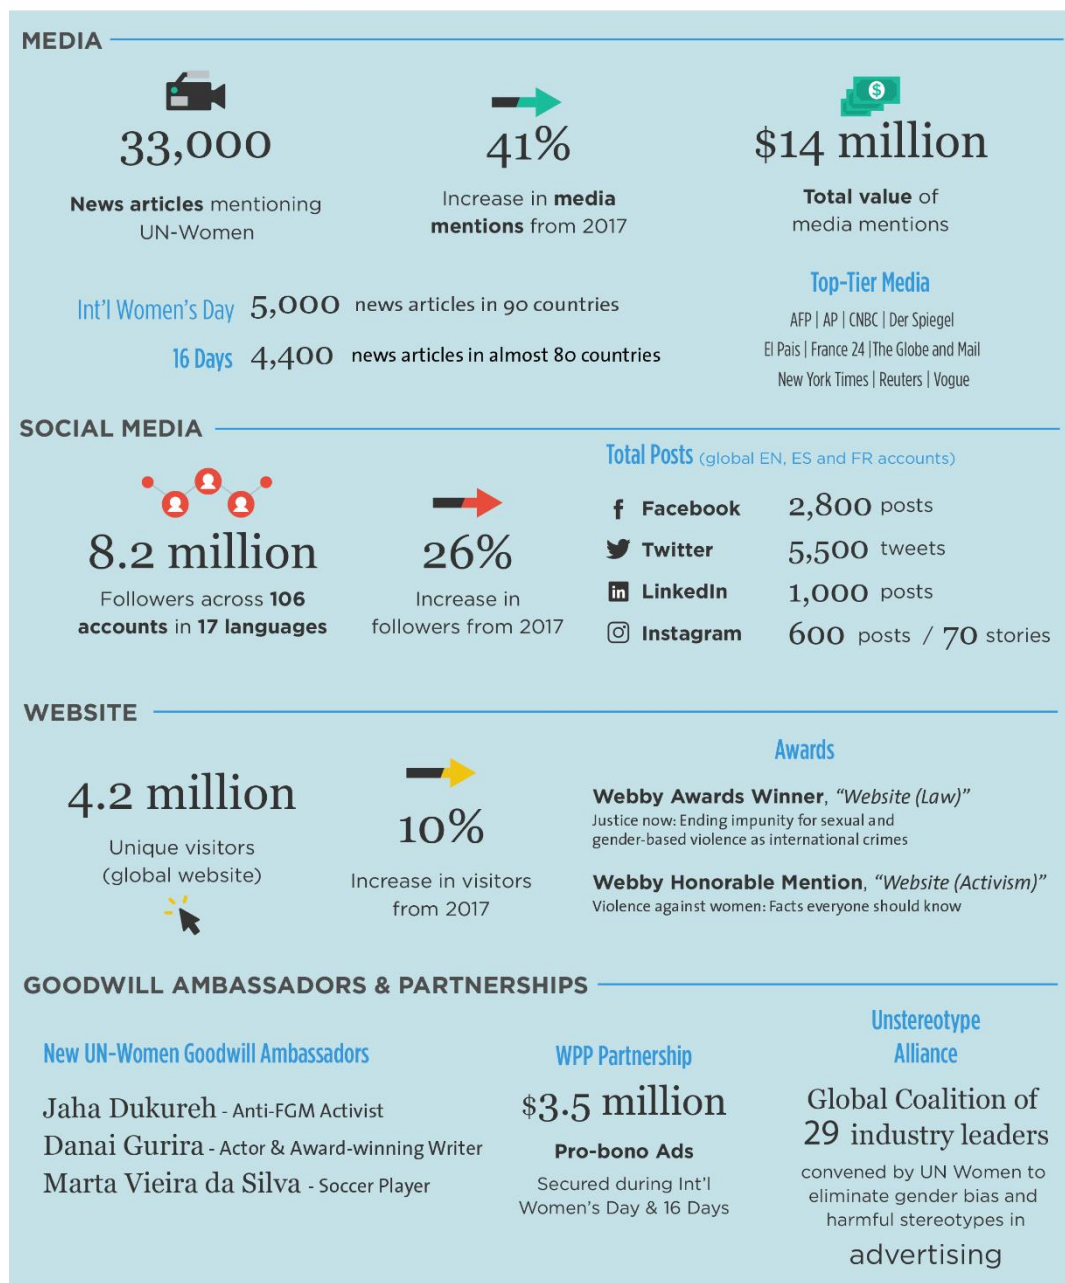 MEDIA
33,000
News articles mentioning
UN-Women
41%
Increase in media
mentions from 2017
$14 million
Total value of
media mentions
Int'l Women's Day 5,000 news articles in 90 countries
16 Days 4,400 news articles in almost 80 countries
Top-Tier Media
AFP | AP | CNBC | Der Spiegel
El Pais | France 24 |The Globe and Mail
New York Times | Reuters | Vogue
SOCIAL MEDIA
8.2 million
Followers across 106
accounts in 17 languages
26%
Increase in
followers from 2017
Total Posts (global EN, ES and FR accounts)
f Facebook 2,800 posts
Twitter 5,500 tweets
in LinkedIn 1,000 posts
Instagram 600 posts / 70 stories
WEBSITE
4.2 million
Unique visitors
(global website)
10%
Increase in visitors
from 2017
Awards
Webby Awards Winner, "Website (Law)"
Justice now: Ending impunity for sexual and
gender-based violence as international crimes
Webby Honorable Mention, "Website (Activism)"
Violence against women: Facts everyone should know
GOODWILL AMBASSADORS & PARTNERSHIPS
New UN-Women Goodwill Ambassadors
Jaha Dukureh - Anti-FGM Activist
Danai Gurira - Actor & Award-winning Writer
Marta Vieira da Silva - Soccer Player
WPP Partnership
$3.5 million
Pro-bono Ads
Secured during Int'l
Women's Day & 16 Days
Unstereotype
Alliance
Global Coalition of
29 industry leaders
convened by UN Women to
eliminate gender bias and
harmful stereotypes in
advertising